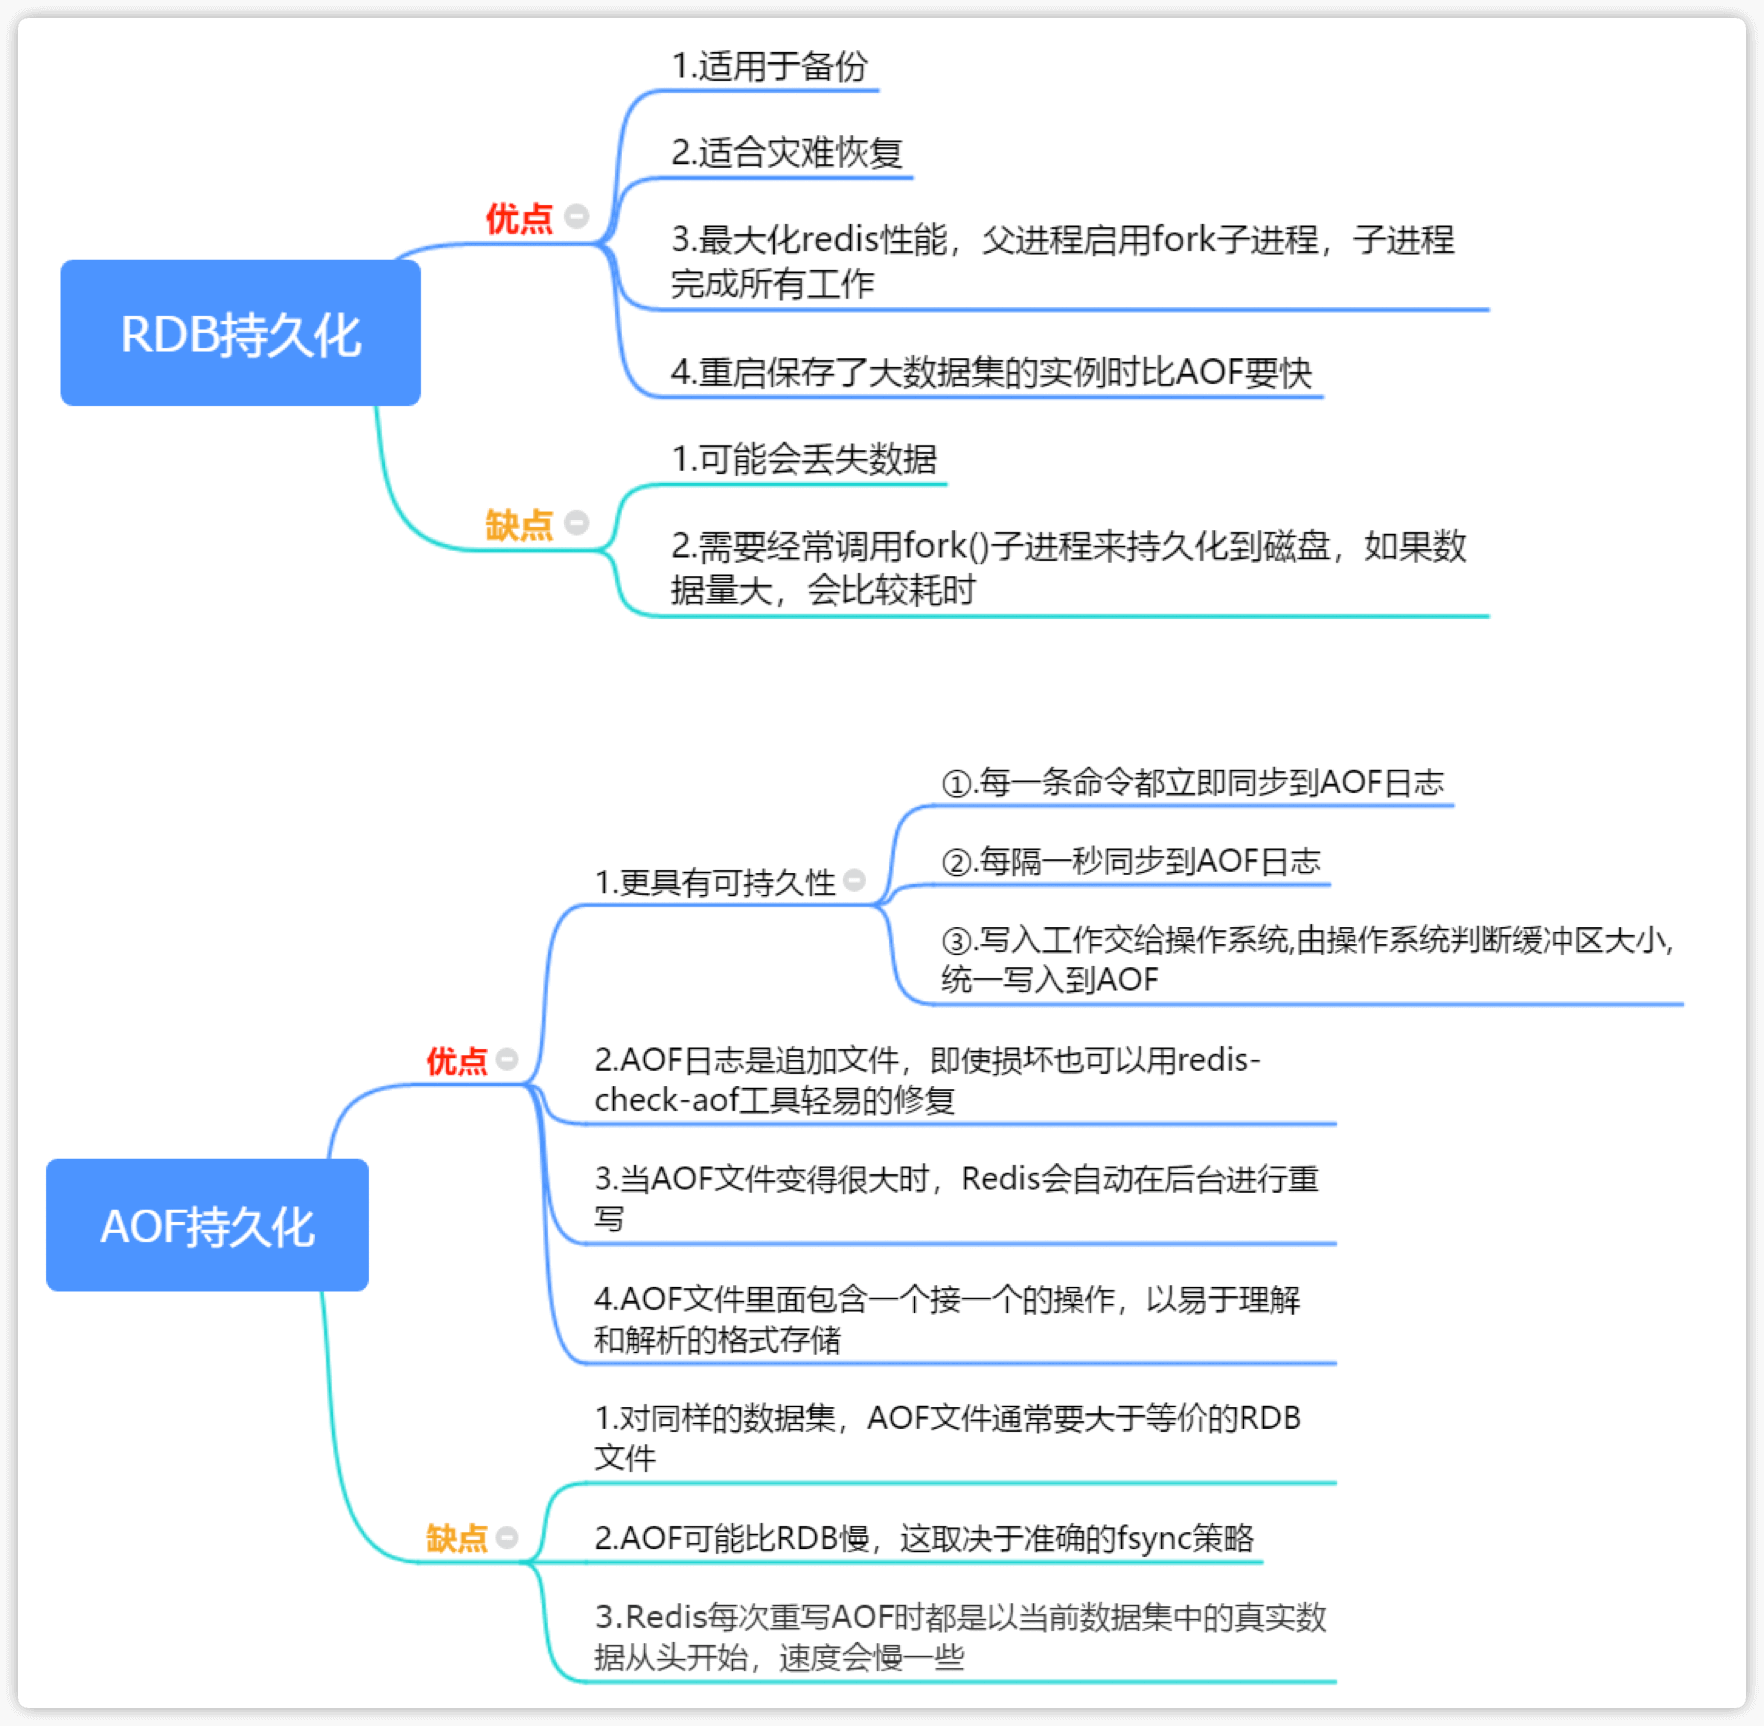 RDB持久化
优点
1.适用于备份
2.适合灾难恢复
3.最大化redis性能，父进程启用fork子进程，子进程
完成所有工作
4.重启保存了大数据集的实例时比AOF要快
缺点
1.可能会丢失数据
2.需要经常调用fork()子进程来持久化到磁盘，如果数
据量大，会比较耗时
AOF持久化
优点
1.更具有可持久性
①.每一条命令都立即同步到AOF日志
②.每隔一秒同步到AOF日志
③.写入工作交给操作系统,由操作系统判断缓冲区大小,
统一写入到AOF
2.AOF日志是追加文件，即使损坏也可以用redis-
check-aof工具轻易的修复
3.当AOF文件变得很大时，Redis会自动在后台进行重
写
4.AOF文件里面包含一个接一个的操作，以易于理解
和解析的格式存储
缺点
1.对同样的数据集，AOF文件通常要大于等价的RDB
文件
2.AOF可能比RDB慢，这取决于准确的fsync策略
3.Redis每次重写AOF时都是以当前数据集中的真实数
据从头开始，速度会慢一些